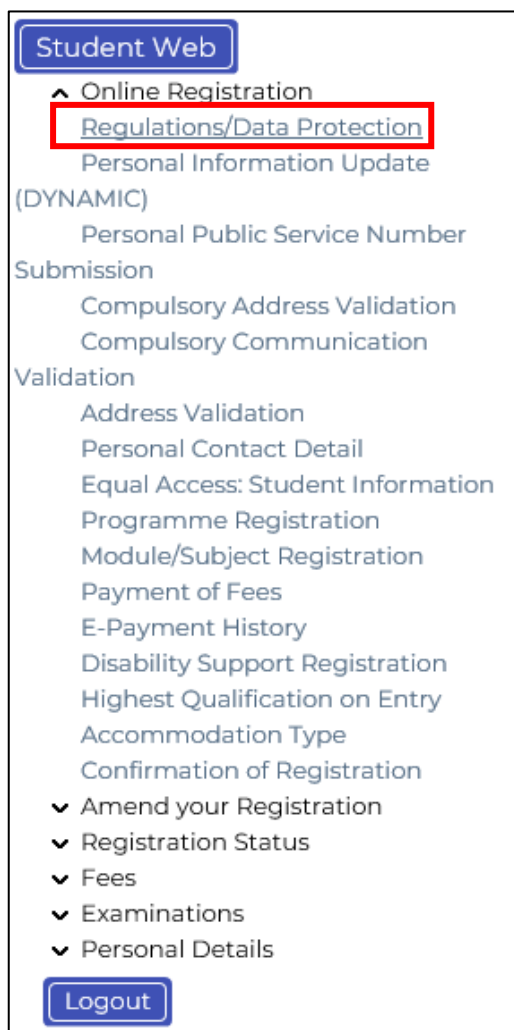 Student Web
Online Registration
Regulations/Data Protection
Personal Information Update
(DYNAMIC)
Personal Public Service Number
Submission
Compulsory Address Validation
Compulsory Communication
Validation
Address Validation
Personal Contact Detail
Equal Access: Student Information
Programme Registration
Module/Subject Registration
Payment of Fees
E-Payment History
Disability Support Registration
Highest Qualification on Entry
Accommodation Type
Confirmation of Registration
Amend your Registration
Registration Status
Fees
Examinations
Personal Details
Logout